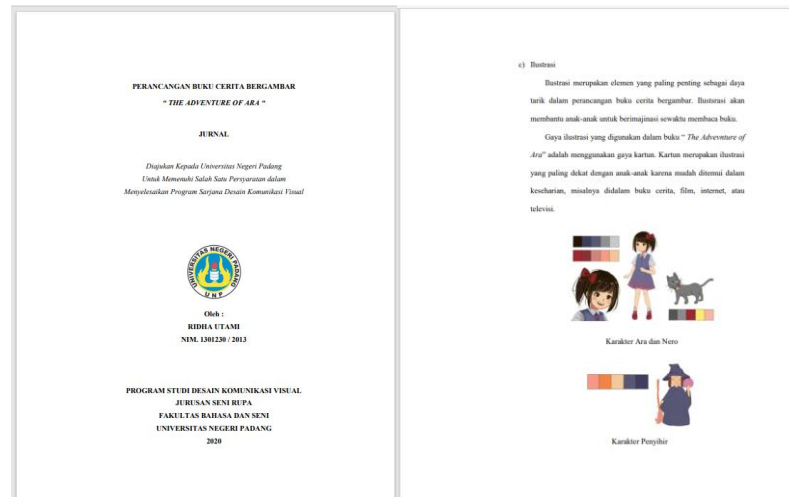 PERANCANGAN BUKU CERITA BERGAMBAR
“ THE ADVENTURE OF ARA “
JURNAL
Diajukan Kepada Universitas Negeri Padang
Untuk Memenuhi Salah Satu Persyaratan dalam
Menyelesaikan Program Sarjana Desain Komunikasi Visual
UNIVERSITAS NEGERI PADANG
UNP
Oleh :
RIDHA UTAMI
NIM. 1301230 / 2013
PROGRAM STUDI DESAIN KOMUNIKASI VISUAL
JURUSAN SENI RUPA
FAKULTAS BAHASA DAN SENI
UNIVERSITAS NEGERI PADANG
2020
c) Ilustrasi
Ilustrasi merupakan elemen yang paling penting sebagai daya
tarik dalam perancangan buku cerita bergambar. Ilustsrasi akan
membantu anak-anak untuk berimajinasi sewaktu membaca buku.
Gaya ilustrasi yang digunakan dalam buku “ The Advevnture of
Ara” adalah menggunakan gaya kartun. Kartun merupakan ilustrasi
yang paling dekat dengan anak-anak karena mudah ditemui dalam
keseharian, misalnya didalam buku cerita, film, internet, atau
televisi.
Karakter Ara dan Nero
Karakter Penyihir